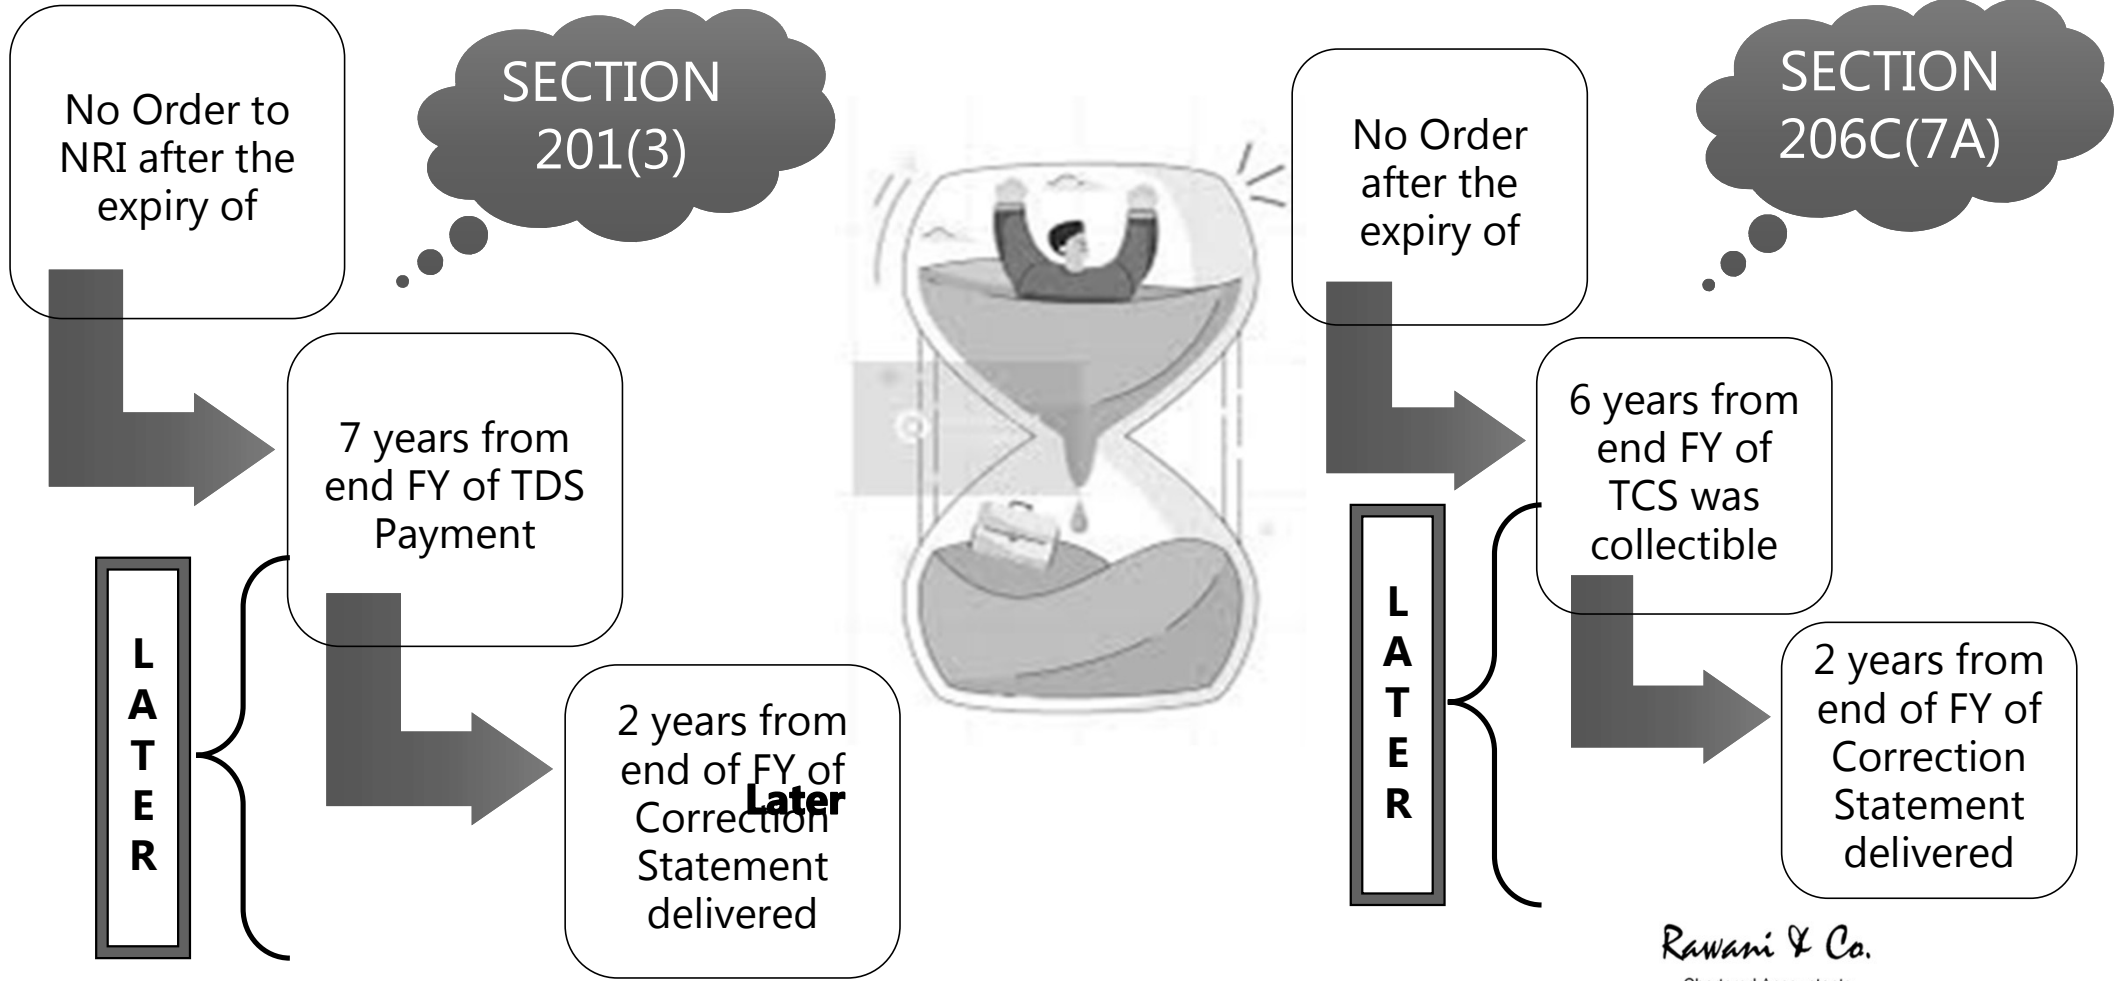 No Order to
NRI after the
expiry of
SECTION
201(3)
7 years from
end FY of TDS
Payment
L
A
T
E
R
2 years from
end of FY of
Later
Correction
Statement
delivered
No Order
after the
expiry of
SECTION
206C(7A)
6 years from
end FY of
TCS was
collectible
L
A
T
E
R
2 years from
end of FY of
Correction
Statement
delivered
Rawani & Co.